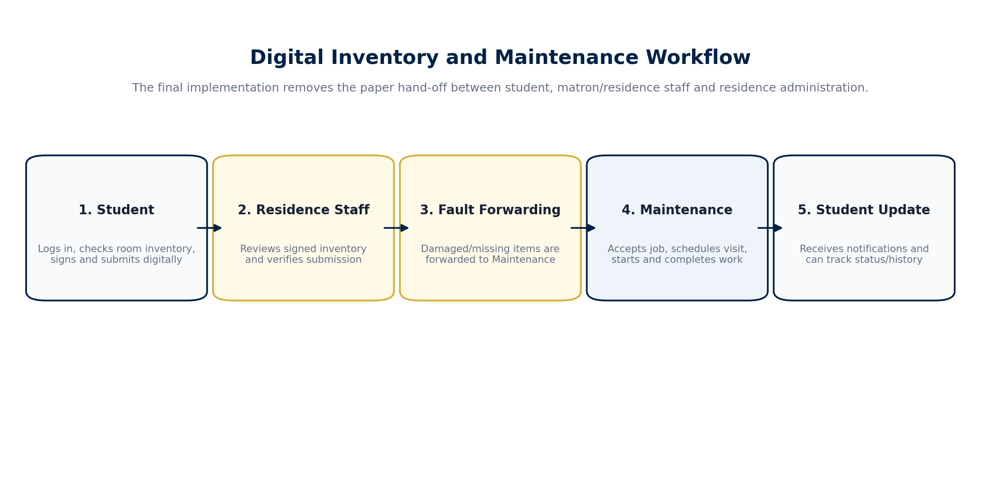 Digital Inventory and Maintenance Workflow
The final implementation removes the paper hand-off between student, matron/residence staff and residence administration.
1. Student
Logs in, checks room inventory,
signs and submits digitally
2. Residence Staff
Reviews signed inventory
and verifies submission
3. Fault Forwarding
Damaged/missing items are
forwarded to Maintenance
4. Maintenance
Accepts job, schedules visit,
starts and completes work
5. Student Update
Receives notifications and
can track status/history